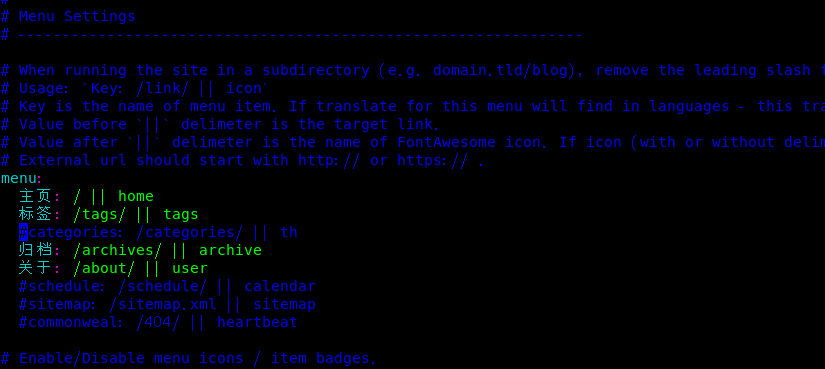 # Menu Settings
# ---------------------------------------------------------------
# When running the site in a subdirectory (e.g. domain.tld/blog), remove the leading slash f
# Usage: `Key: /link/ || icon`
# Key is the name of menu item. If translate for this menu will find in languages - this tra
# Value before `||` delimeter is the target link.
# Value after `||` delimeter is the name of FontAwesome icon. If icon (with or without delim
# External url should start with http:// or https:// .
menu:
主页: / || home
标签: /tags/ || tags
#categories: /categories/ || th
归档: /archives/ || archive
关于: /about/ || user
#schedule: /schedule/ || calendar
#sitemap: /sitemap.xml || sitemap
#commonweal: /404/ || heartbeat
# Enable/Disable menu icons / item badges.